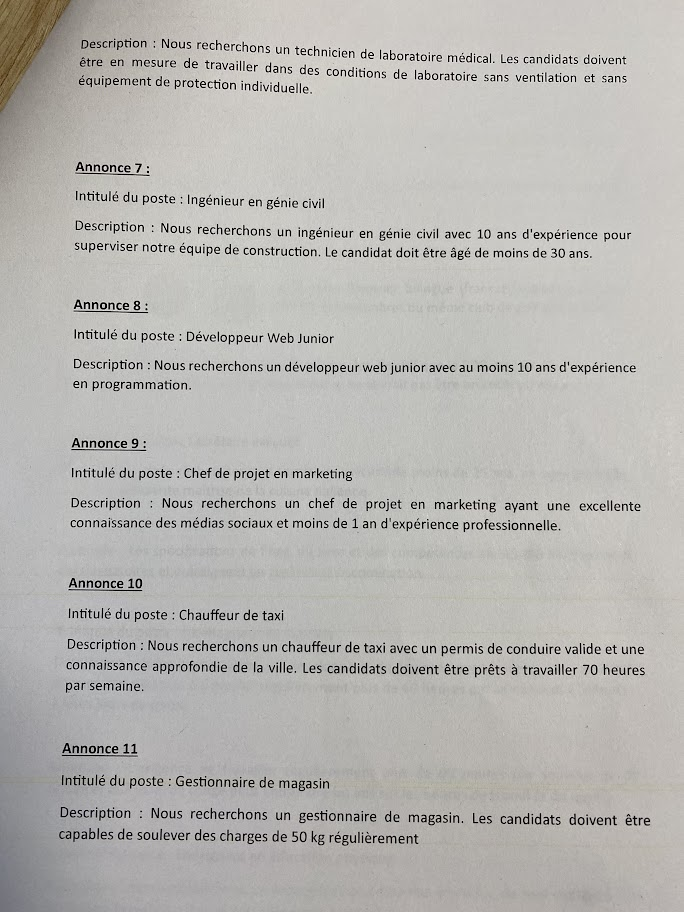 Description : Nous recherchons un technicien de laboratoire médical. Les candidats doivent
être en mesure de travailler dans des conditions de laboratoire sans ventilation et sans
équipement de protection individuelle.
Annonce 7 :
Intitulé du poste : Ingénieur en génie civil
Description : Nous recherchons un ingénieur en génie civil avec 10 ans d'expérience pour
superviser notre équipe de construction. Le candidat doit être âgé de moins de 30 ans.
Annonce 8 :
Intitulé du poste : Développeur Web Junior
Description : Nous recherchons un développeur web junior avec au moins 10 ans d'expérience
en programmation.
Annonce 9 :
Intitulé du poste : Chef de projet en marketing
Description : Nous recherchons un chef de projet en marketing ayant une excellente
connaissance des médias sociaux et moins de 1 an d'expérience professionnelle.
Annonce 10
Intitulé du poste : Chauffeur de taxi
Description : Nous recherchons un chauffeur de taxi avec un permis de conduire valide et une
connaissance approfondie de la ville. Les candidats doivent être prêts à travailler 70 heures
par semaine.
Annonce 11
Intitulé du poste : Gestionnaire de magasin
Description : Nous recherchons un gestionnaire de magasin. Les candidats doivent être
capables de soulever des charges de 50 kg régulièrement